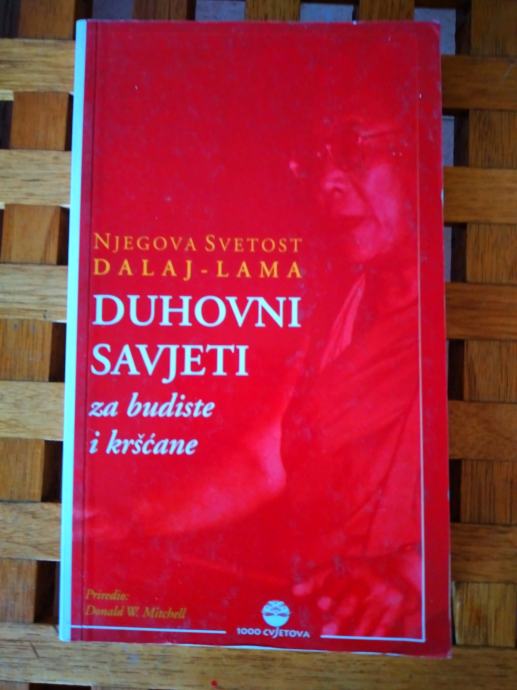 NJEGOVA SVETOST
DALAJ-LAMA
DUHOVNI
SAVJETI
za budiste
i kršćane
Priredio:
Donald W. Mitchell
1000 CVJETOVA